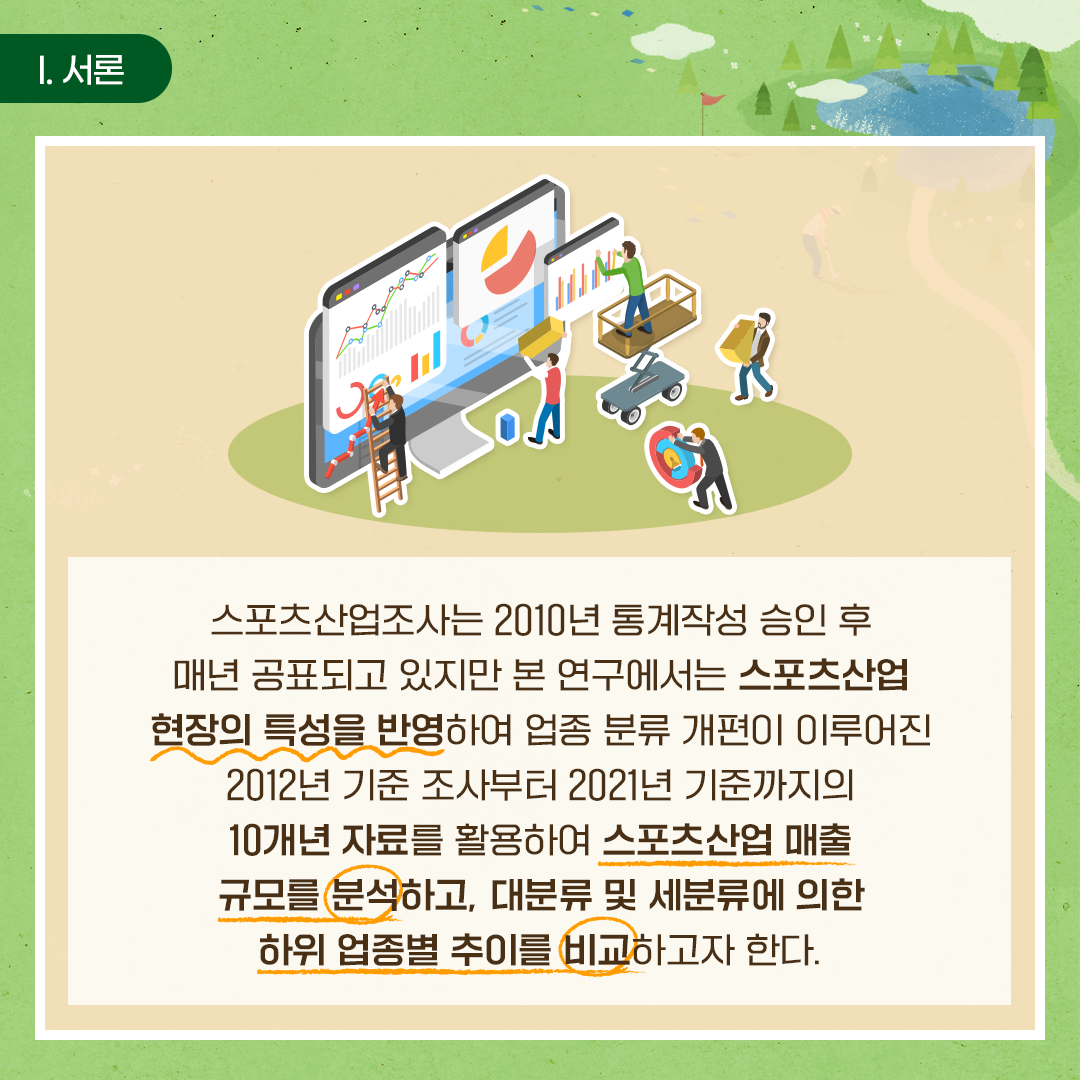 I. 서론
스포츠산업조사는 2010년 통계작성 승인 후
매년 공표되고 있지만 본 연구에서는 스포츠산업
현장의 특성을 반영하여 업종 분류 개편이 이루어진
2012년 기준 조사부터 2021년 기준까지의
10개년 자료를 활용하여 스포츠산업 매출
규모를 분석하고, 대분류 및 세분류에 의한
하위 업종별 추이를 비교하고자 한다.